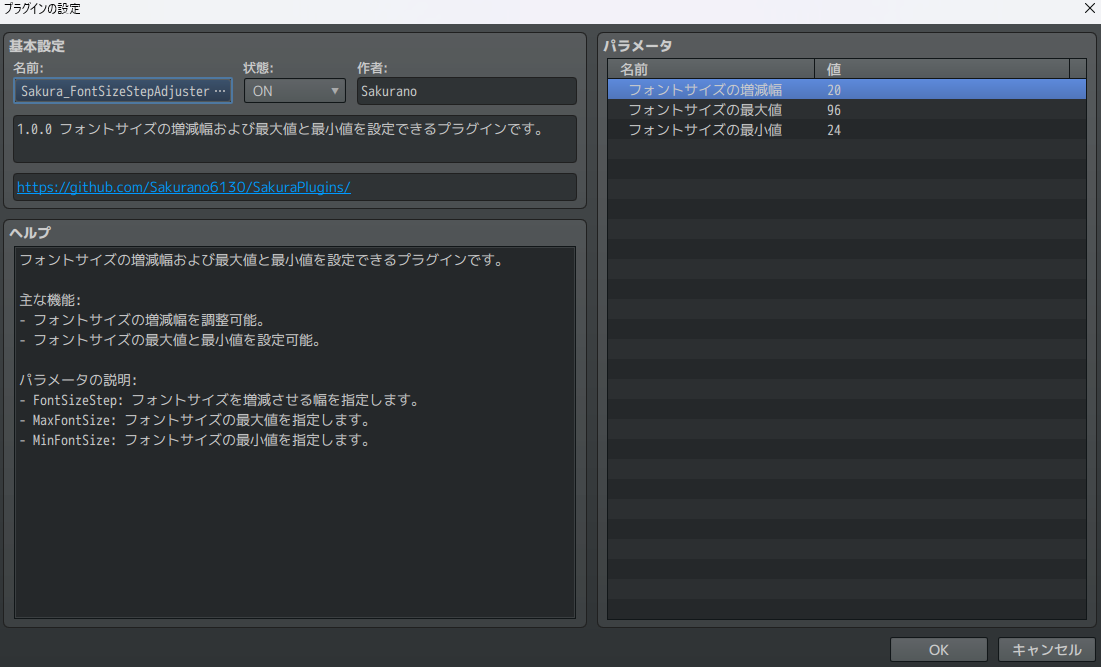 プラグインの設定
基本設定
名前:
状態:
作者:
Sakura_FontSizeStepAdjuster ···
ON
Sakurano
1.0.0 フォントサイズの増減幅および最大値と最小値を設定できるプラグインです。
https://github.com/Sakurano6130/SakuraPlugins/
ヘルプ
フォントサイズの増減幅および最大値と最小値を設定できるプラグインです。
主な機能:
- フォントサイズの増減幅を調整可能。
- フォントサイズの最大値と最小値を設定可能。
パラメータの説明:
- FontSizeStep: フォントサイズを増減させる幅を指定します。
- MaxFontSize: フォントサイズの最大値を指定します。
- MinFontSize: フォントサイズの最小値を指定します。
パラメータ
名前 値
フォントサイズの増減幅 20
フォントサイズの最大値 96
フォントサイズの最小値 24
OK
キャンセル